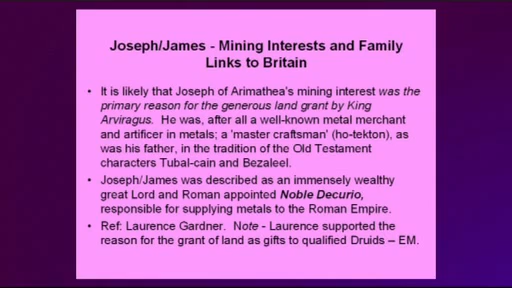 Joseph/James - Mining Interests and Family
Links to Britain
• It is likely that Joseph of Arimathea's mining interest was the
primary reason for the generous land grant by King
Arviragus. He was, after all a well-known metal merchant
and artificer in metals; a 'master craftsman' (ho-tekton), as
was his father, in the tradition of the Old Testament
characters Tubal-cain and Bezaleel.
• Joseph/James was described as an immensely wealthy
great Lord and Roman appointed Noble Decurio,
responsible for supplying metals to the Roman Empire.
• Ref: Laurence Gardner. Note - Laurence supported the
reason for the grant of land as gifts to qualified Druids – EM.